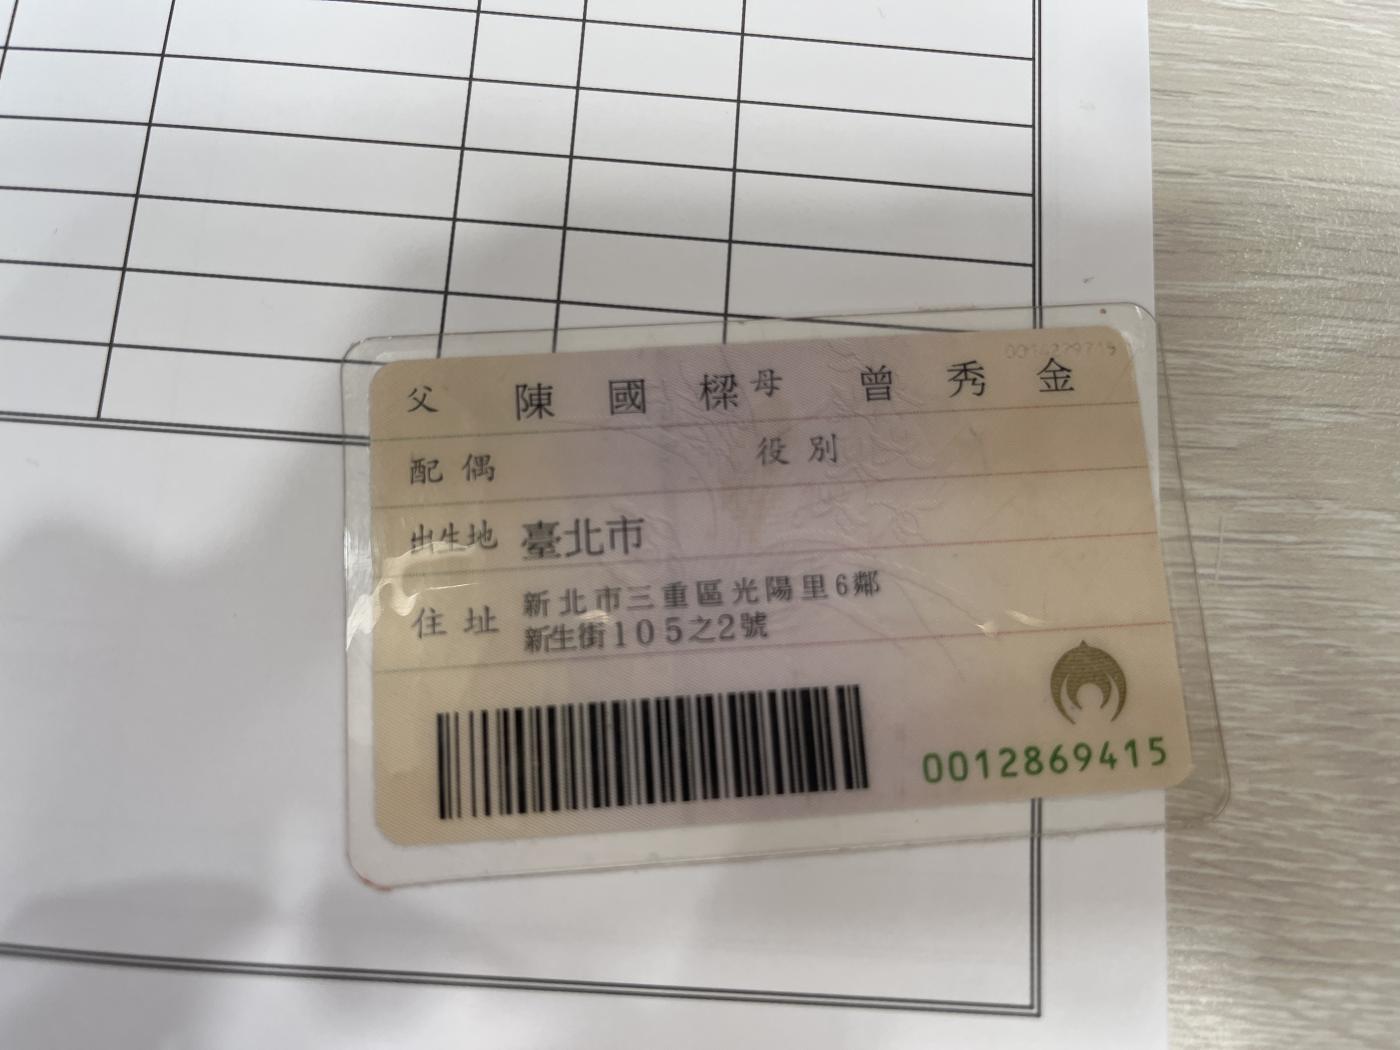 父 陳國樑 母 曾秀金
配偶 役別
出生地 臺北市
住址 新北市三重區光陽里6鄰
新生街105之2號
0012869415